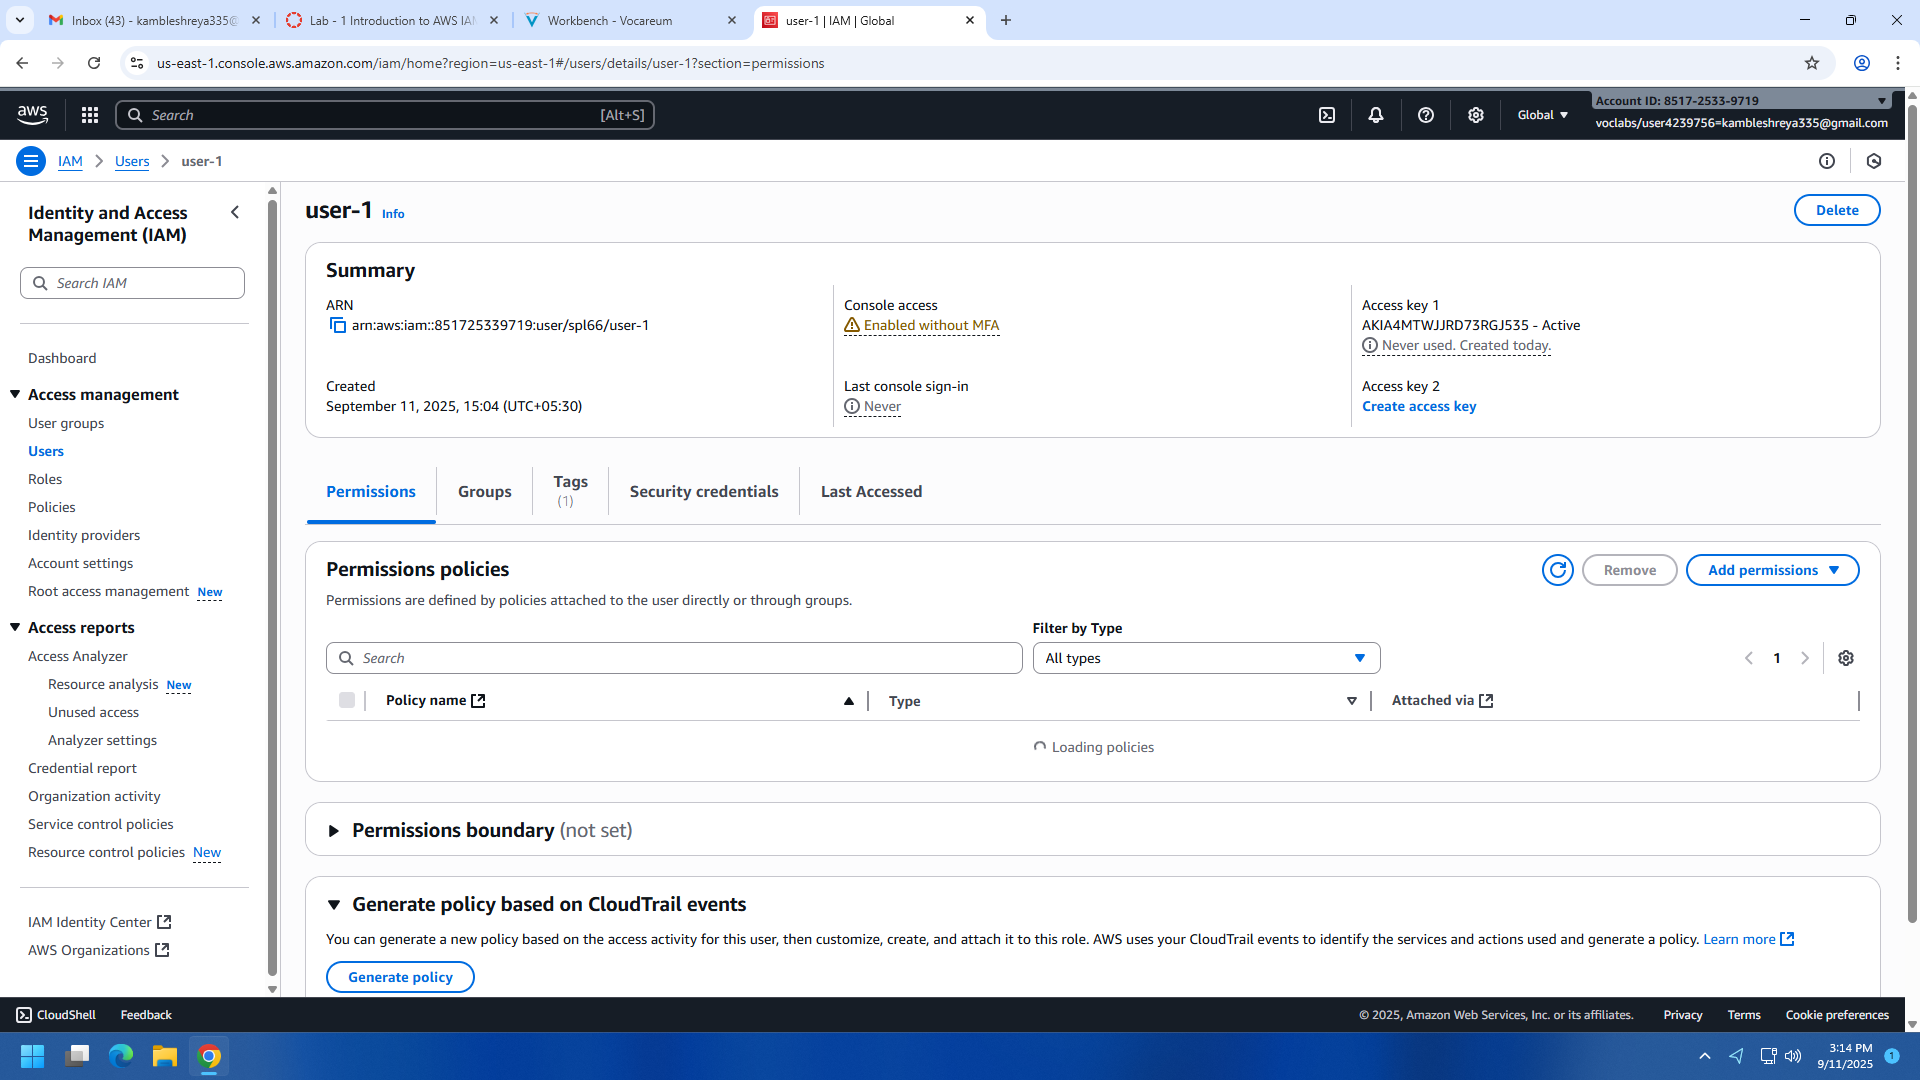 Inbox (43) - kambleshreya335@
Lab - 1 Introduction to AWS IAM
Workbench - Vocareum
user-1 | IAM | Global
us-east-1.console.aws.amazon.com/iam/home?region=us-east-1#/users/details/user-1?section=permissions
aws
Search
[Alt+S]
Global
Account ID: 8517-2533-9719
voclabs/user4239756=kambleshreya335@gmail.com
IAM
Users
user-1
Identity and Access
Management (IAM)
Search IAM
Dashboard
Access management
User groups
Users
Roles
Policies
Identity providers
Account settings
Root access management New
Access reports
Access Analyzer
Resource analysis New
Unused access
Analyzer settings
Credential report
Organization activity
Service control policies
Resource control policies New
IAM Identity Center
AWS Organizations
user-1 Info
Delete
Summary
ARN
arn:aws:iam::851725339719:user/spl66/user-1
Console access
Enabled without MFA
Access key 1
AKIA4MTWJJRD73RGJ535 - Active
Never used. Created today.
Created
September 11, 2025, 15:04 (UTC+05:30)
Last console sign-in
Never
Access key 2
Create access key
Permissions
Groups
Tags
(1)
Security credentials
Last Accessed
Permissions policies
Permissions are defined by policies attached to the user directly or through groups.
Remove
Add permissions
Filter by Type
Search
All types
1
Policy name
Type
Attached via
Loading policies
Permissions boundary (not set)
Generate policy based on CloudTrail events
You can generate a new policy based on the access activity for this user, then customize, create, and attach it to this role. AWS uses your CloudTrail events to identify the services and actions used and generate a policy. Learn more
Generate policy
CloudShell
Feedback
© 2025, Amazon Web Services, Inc. or its affiliates.
Privacy
Terms
Cookie preferences
3:14 PM
9/11/2025
1